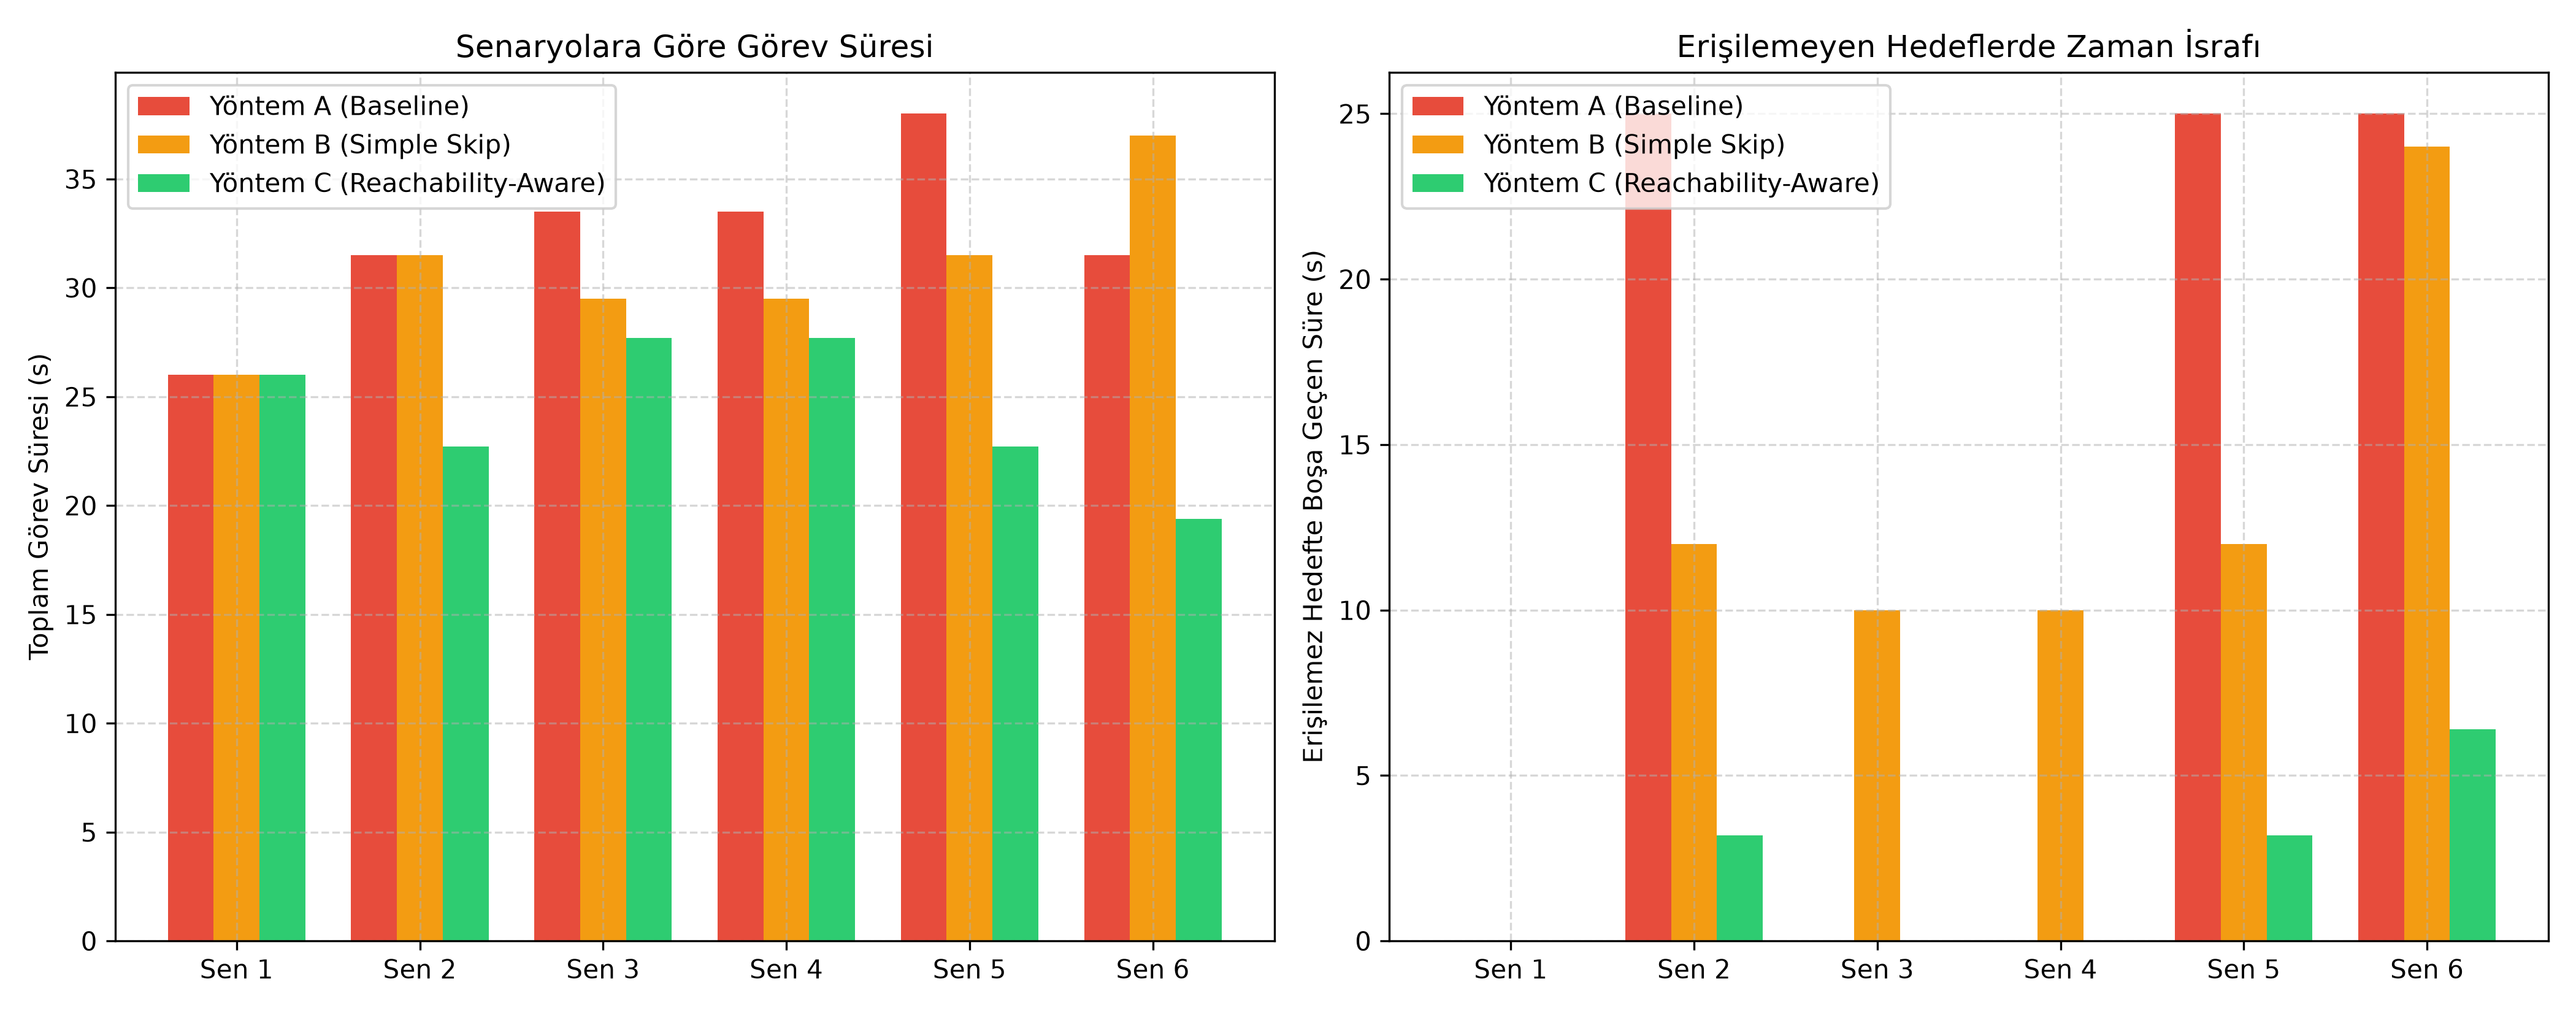 Senaryolara Göre Görev Süresi
Yöntem A (Baseline)
Yöntem B (Simple Skip)
Yöntem C (Reachability-Aware)
Toplam Görev Süresi (s)
35
30
25
20
15
10
5
0
Sen 1 Sen 2 Sen 3 Sen 4 Sen 5 Sen 6
Erişilemeyen Hedeflerde Zaman İsrafı
Yöntem A (Baseline)
Yöntem B (Simple Skip)
Yöntem C (Reachability-Aware)
Erişilemez Hedefte Boşa Geçen Süre (s)
25
20
15
10
5
0
Sen 1 Sen 2 Sen 3 Sen 4 Sen 5 Sen 6